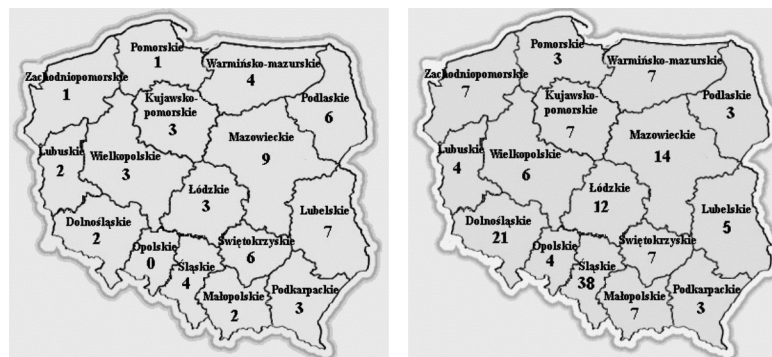 Pomorskie
1
Warmińsko-mazurskie
4
Zachodniopomorskie
1
Podlaskie
6
Kujawsko-
pomorskie
3
Mazowieckie
9
Lubuskie
2
Wielkopolskie
3
Łódzkie
3
Lubelskie
7
Dolnośląskie
2
Opolskie
0
Śląskie
4
Świętokrzyskie
6
Małopolskie
2
Podkarpackie
3
Pomorskie
3
Warmińsko-mazurskie
7
Zachodniopomorskie
7
Podlaskie
3
Kujawsko-
pomorskie
7
Mazowieckie
14
Lubuskie
4
Wielkopolskie
6
Łódzkie
12
Lubelskie
5
Dolnośląskie
21
Opolskie
4
Śląskie
38
Świętokrzyskie
7
Małopolskie
7
Podkarpackie
3